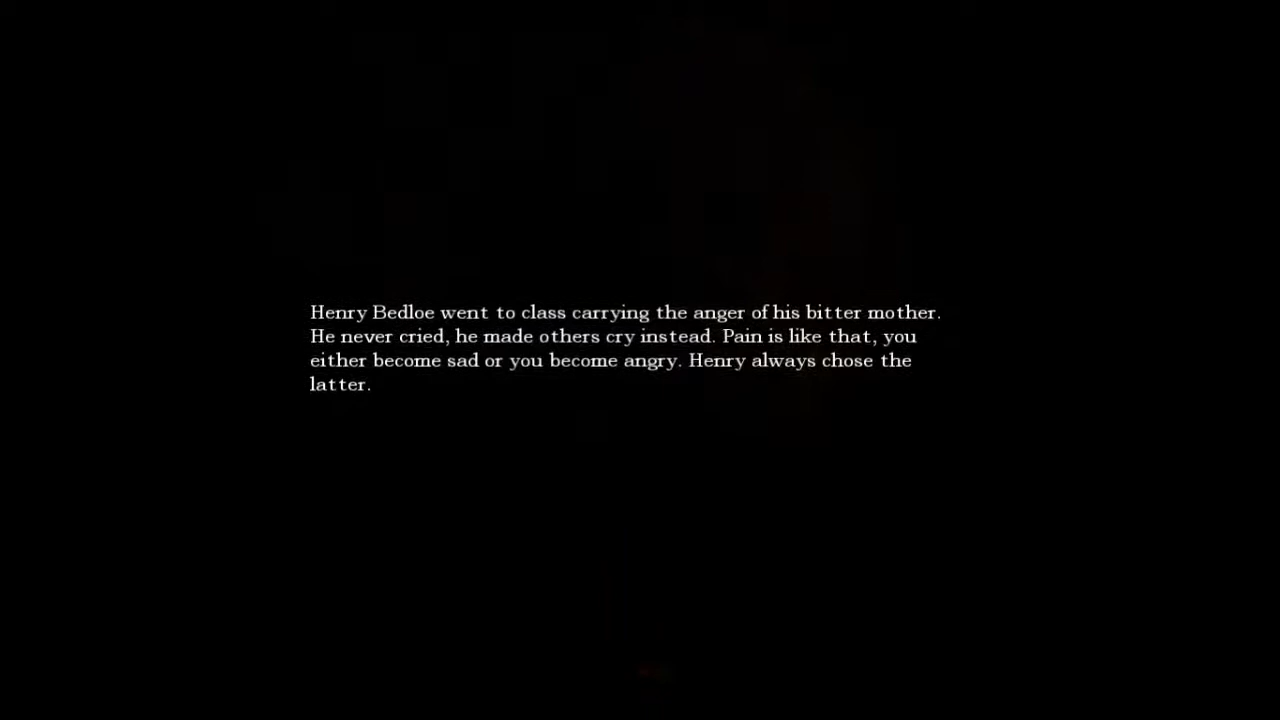 Henry Bedloe went to class carrying the anger of his bitter mother.
He never cried, he made others cry instead. Pain is like that, you
either become sad or you become angry. Henry always chose the
latter.